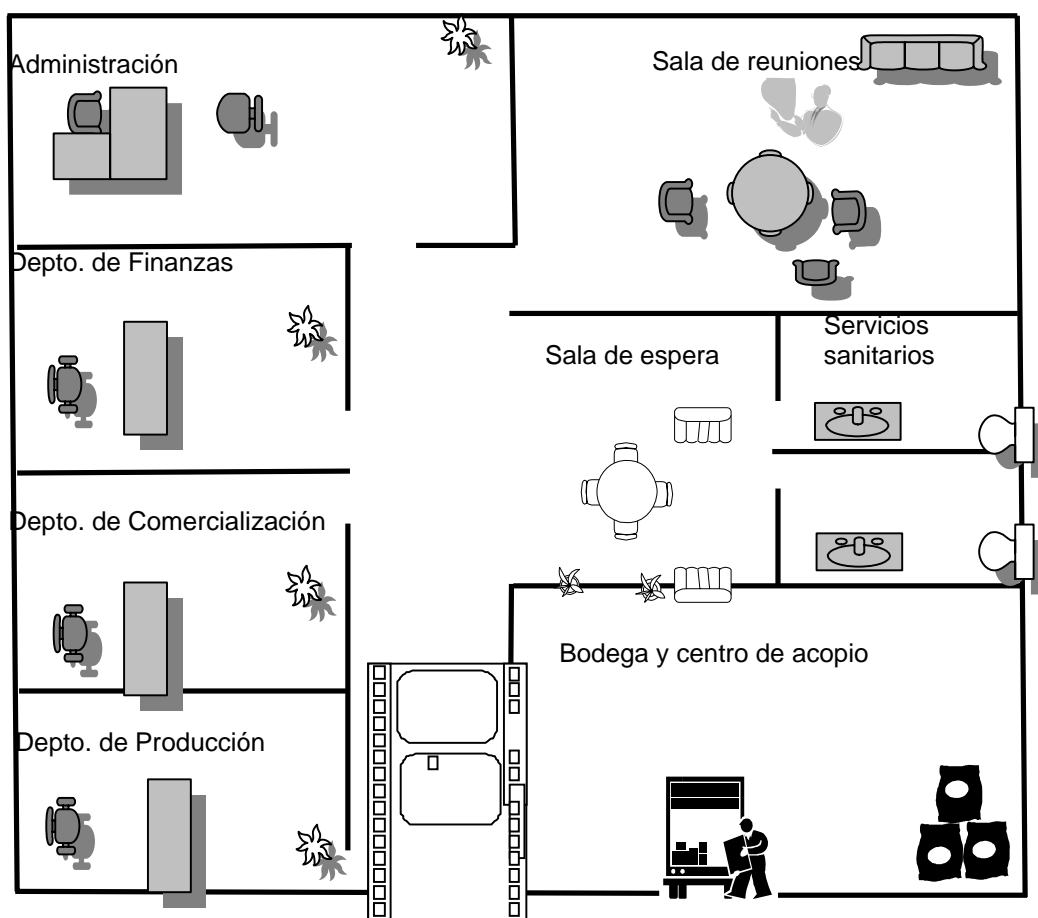 Administración
Sala de reuniones
Depto. de Finanzas
Sala de espera
Servicios
sanitarios
Depto. de Comercialización
Bodega y centro de acopio
Depto. de Producción